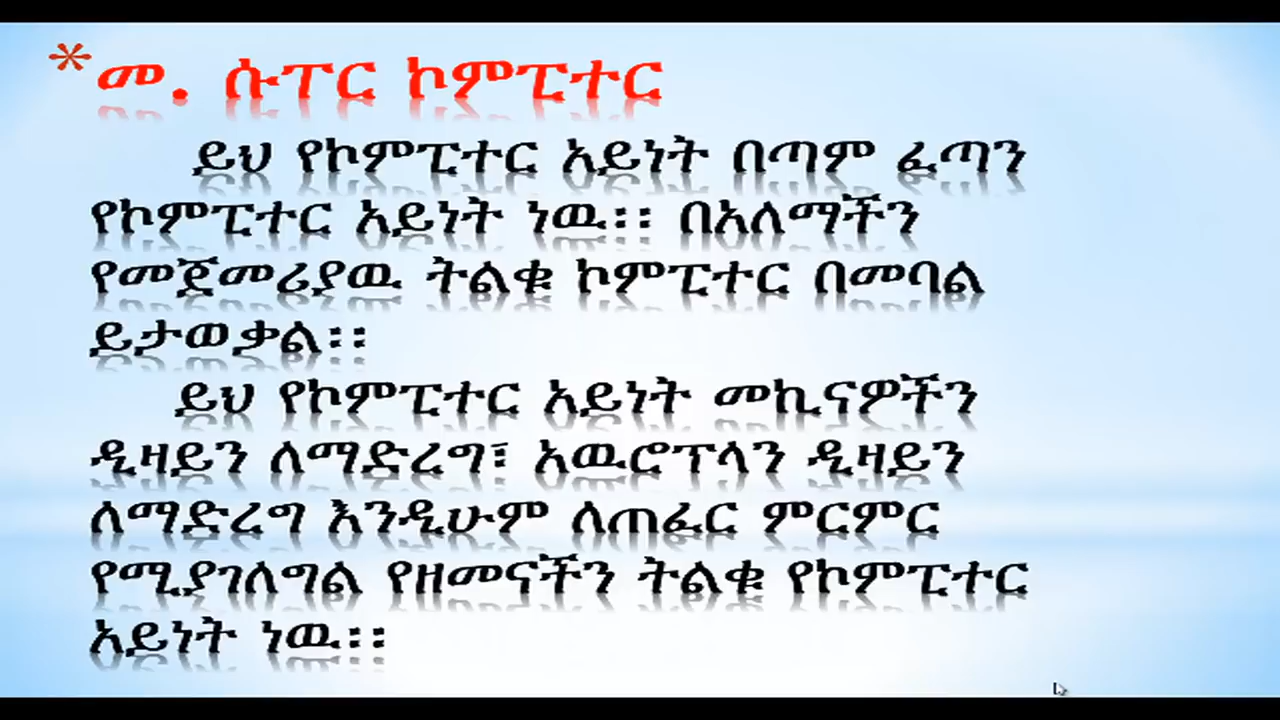 * መ. ሱፐር ኮምፒተር
ይህ የኮምፒተር አይነት በጣም ፈጣን
የኮምፒተር አይነት ነዉ፡፡ በአለማችን
የመጀመሪያዉ ትልቁ ኮምፒተር በመባል
ይታወቃል፡፡
ይህ የኮምፒተር አይነት መኪናዎችን
ዲዛይን ለማድረግ፣ አዉሮፕላን ዲዛይን
ለማድረግ እንዲሁም ለጠፈር ምርምር
የሚያገለግል የዘመናችን ትልቁ የኮምፒተር
አይነት ነዉ፡፡